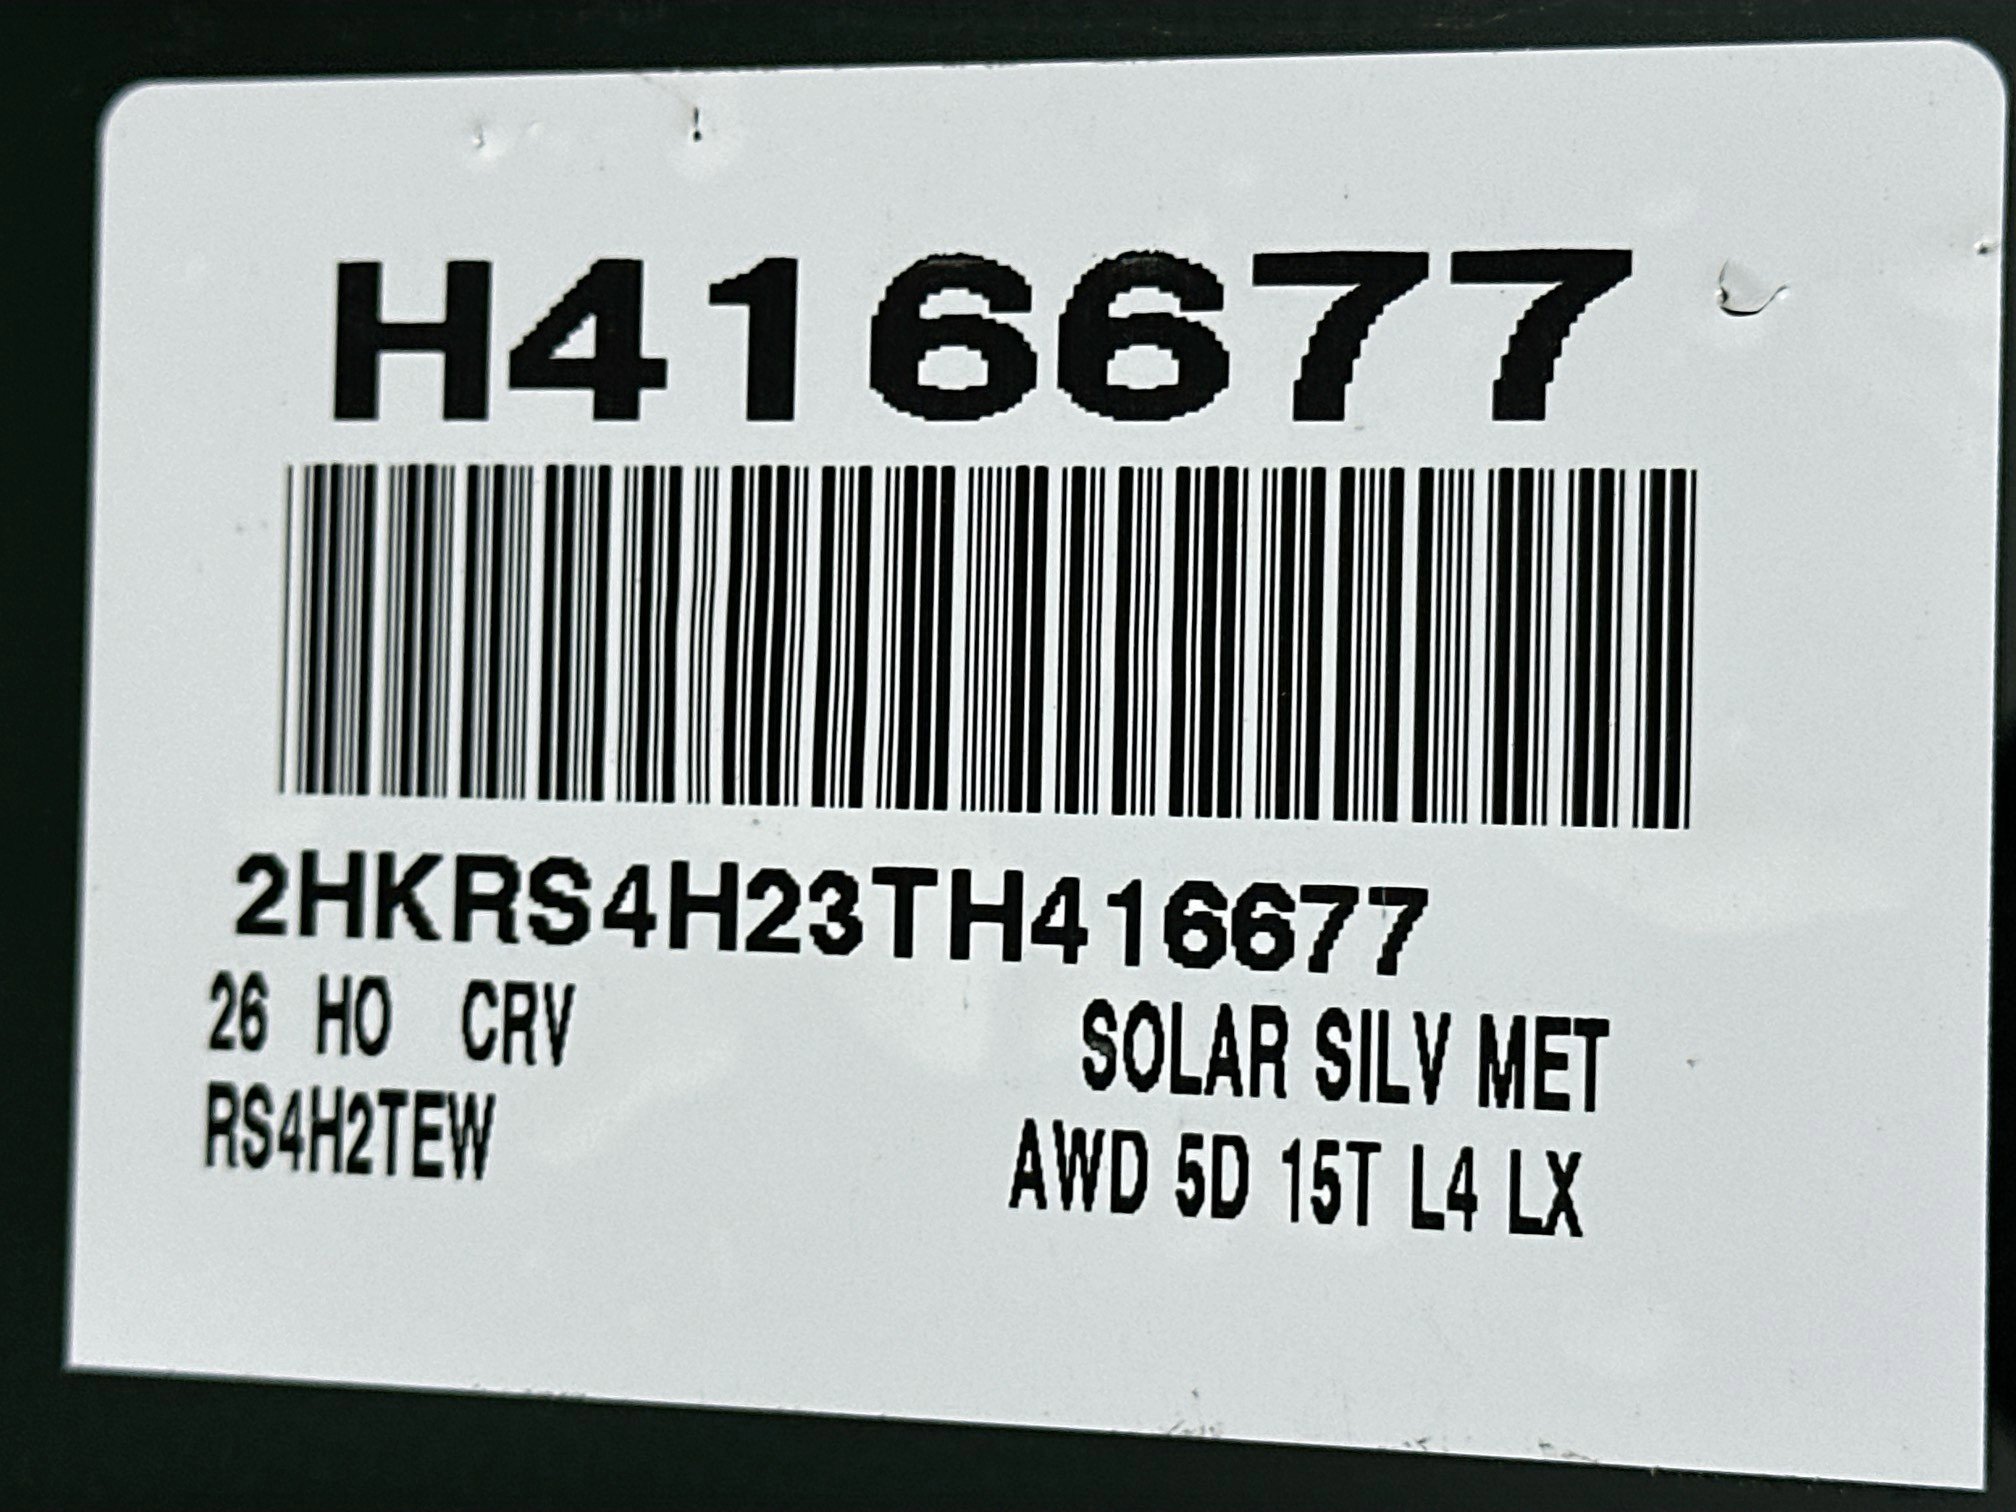 H416677
2HKRS4H23TH416677
26 HO CRV
SOLAR SILV MET
RS4H2TEW
AWD 5D 15T L4 LX